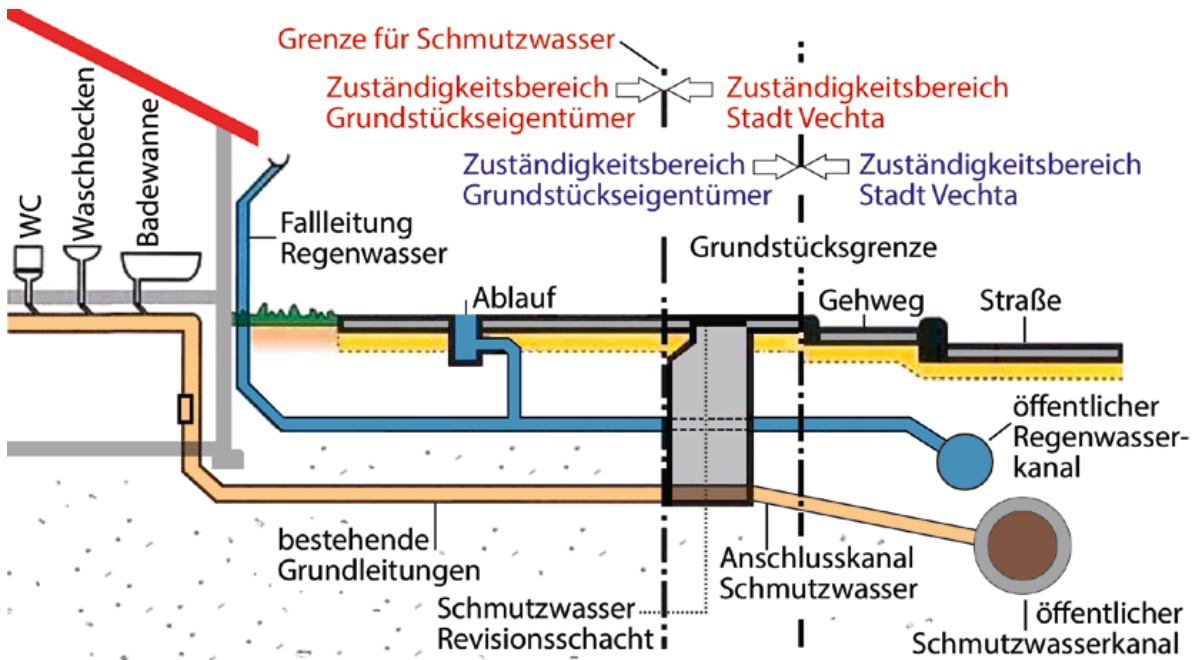 Grenze für Schmutzwasser
Zuständigkeitsbereich
Grundstückseigentümer
Zuständigkeitsbereich
Stadt Vechta
Zuständigkeitsbereich
Grundstückseigentümer
Zuständigkeitsbereich
Stadt Vechta
WC
Waschbecken
Badewanne
Fallleitung
Regenwasser
Grundstücksgrenze
Ablauf
Gehweg
Straße
öffentlicher
Regenwasser-
kanal
bestehende
Grundleitungen
Anschlusskanal
Schmutzwasser
Schmutzwasser
Revisionsschacht
öffentlicher
Schmutzwasserkanal